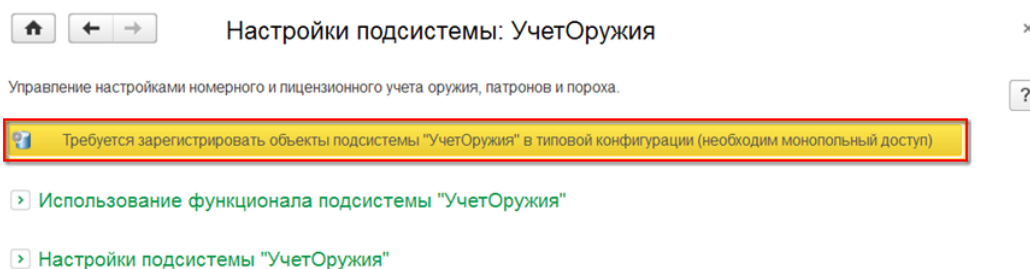 Настройки подсистемы: УчетОружия
Управление настройками номерного и лицензионного учета оружия, патронов и пороха.
?
Требуется зарегистрировать объекты подсистемы "УчетОружия" в типовой конфигурации (необходим монопольный доступ)
Использование функционала подсистемы "УчетОружия"
Настройки подсистемы "УчетОружия"